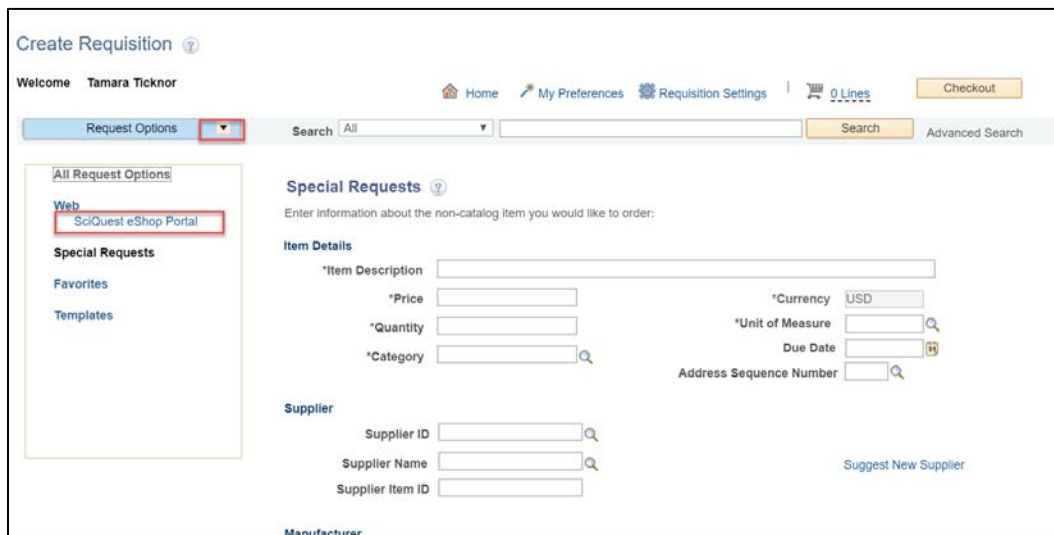 Create Requisition ?
Welcome Tamara Ticknor
Home My Preferences Requisition Settings | 0 Lines Checkout
Request Options Search All Search Advanced Search
All Request Options
Web
SciQuest eShop Portal
Special Requests
Favorites
Templates
Special Requests ?
Enter information about the non-catalog item you would like to order:
Item Details
*Item Description
*Price *Currency USD
*Quantity *Unit of Measure
Due Date 31
*Category
Address Sequence Number
Supplier
Supplier ID
Supplier Name Suggest New Supplier
Supplier Item ID
Manufacturer